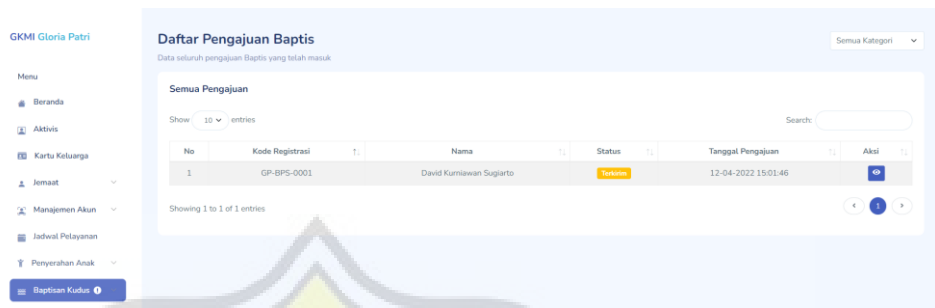 GKMI Gloria Patri
Menu
Beranda
Aktivis
Kartu Keluarga
Jemaat
Manajemen Akun
Jadwal Pelayanan
Penyerahan Anak
Baptisan Kudus
Daftar Pengajuan Baptis
Semua Kategori
Data seluruh pengajuan Baptis yang telah masuk
Semua Pengajuan
Show 10 entries
Search:
No Kode Registrasi Nama Status Tanggal Pengajuan Aksi
1 GP-BPS-0001 David Kurniawan Sugiarto Terkirim 12-04-2022 15:01:46
Showing 1 to 1 of 1 entries
1